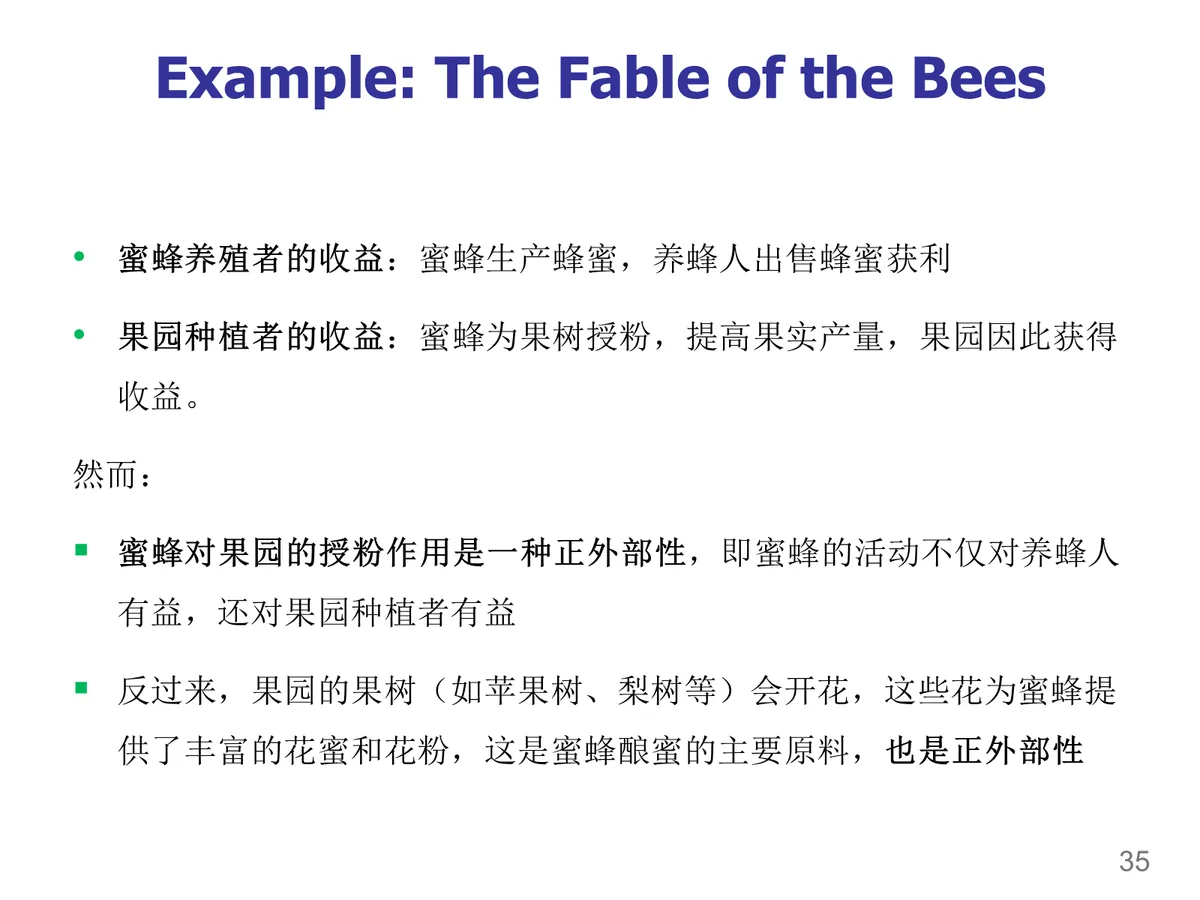 Example: The Fable of the Bees
• 蜜蜂养殖者的收益：蜜蜂生产蜂蜜，养蜂人出售蜂蜜获利
• 果园种植者的收益：蜜蜂为果树授粉，提高果实产量，果园因此获得
收益。
然而：
▪ 蜜蜂对果园的授粉作用是一种正外部性，即蜜蜂的活动不仅对养蜂人
有益，还对果园种植者有益
▪ 反过来，果园的果树（如苹果树、梨树等）会开花，这些花为蜜蜂提
供了丰富的花蜜和花粉，这是蜜蜂酿蜜的主要原料，也是正外部性
35